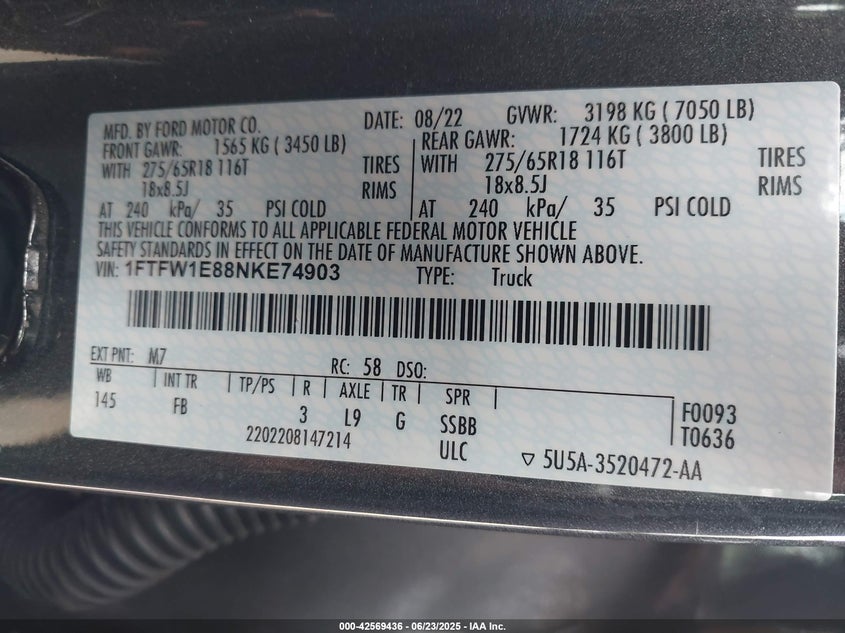 MFD. BY FORD MOTOR CO. DATE: 08/22 GVWR: 3198 KG ( 7050 LB)
FRONT GAWR: 1565 KG ( 3450 LB) REAR GAWR: 1724 KG ( 3800 LB)
WITH 275/65R18 116T TIRES WITH 275/65R18 116T TIRES
18x8.5J RIMS 18x8.5J RIMS
AT 240 kPa/ 35 PSI COLD AT 240 kPa/ 35 PSI COLD
THIS VEHICLE CONFORMS TO ALL APPLICABLE FEDERAL MOTOR VEHICLE
SAFETY STANDARDS IN EFFECT ON THE DATE OF MANUFACTURE SHOWN ABOVE.
VIN: 1FTFW1E88NKE74903 TYPE: Truck
EXT PNT: M7 RC: 58 DSO:
WB INT TR TP/PS R AXLE TR SPR
145 FB 3 L9 G SSBB F0093
2202208147214 ULC T0636
5U5A-3520472-AA
000-42569436 - 06/23/2025 - IAA Inc.